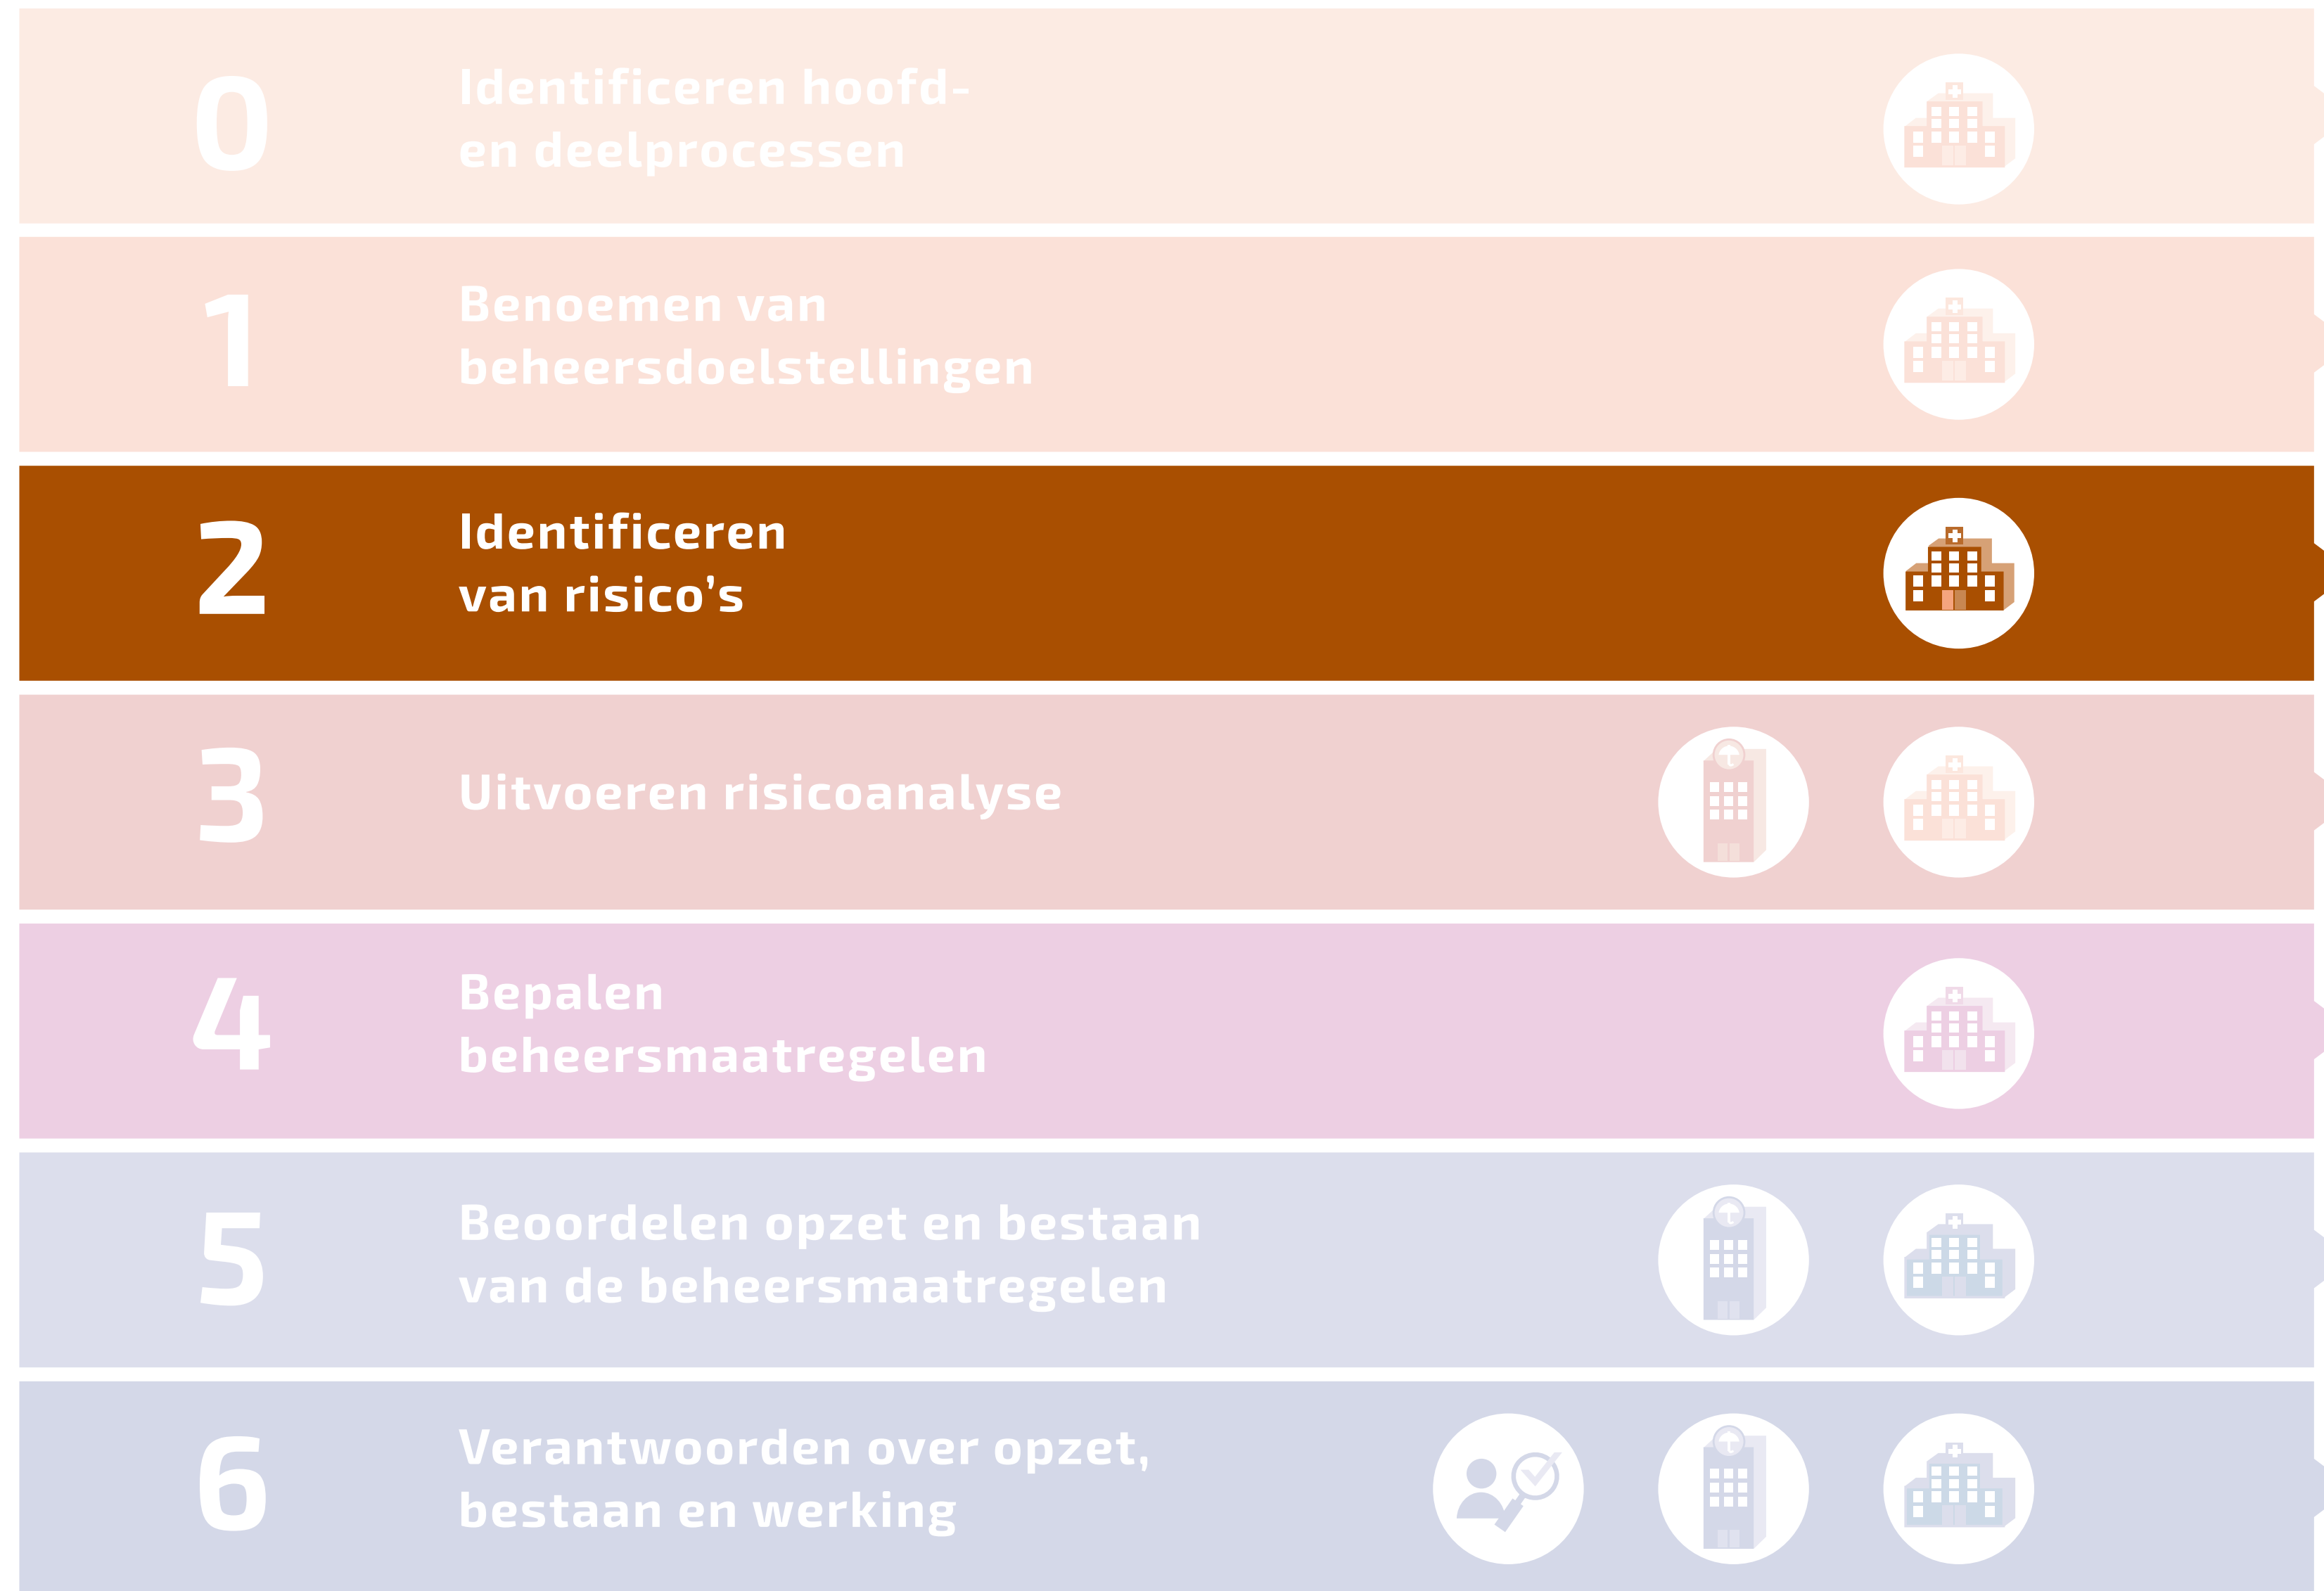 0
Identificeren hoofd-
en deelprocessen
1
Benoemen van
beheersdoelstellingen
2
Identificeren
van risico's
3
Uitvoeren risicoanalyse
4
Bepalen
beheersmaatregelen
5
Beoordelen opzet en bestaan
van de beheersmaatregelen
6
Verantwoorden over opzet,
bestaan en werking